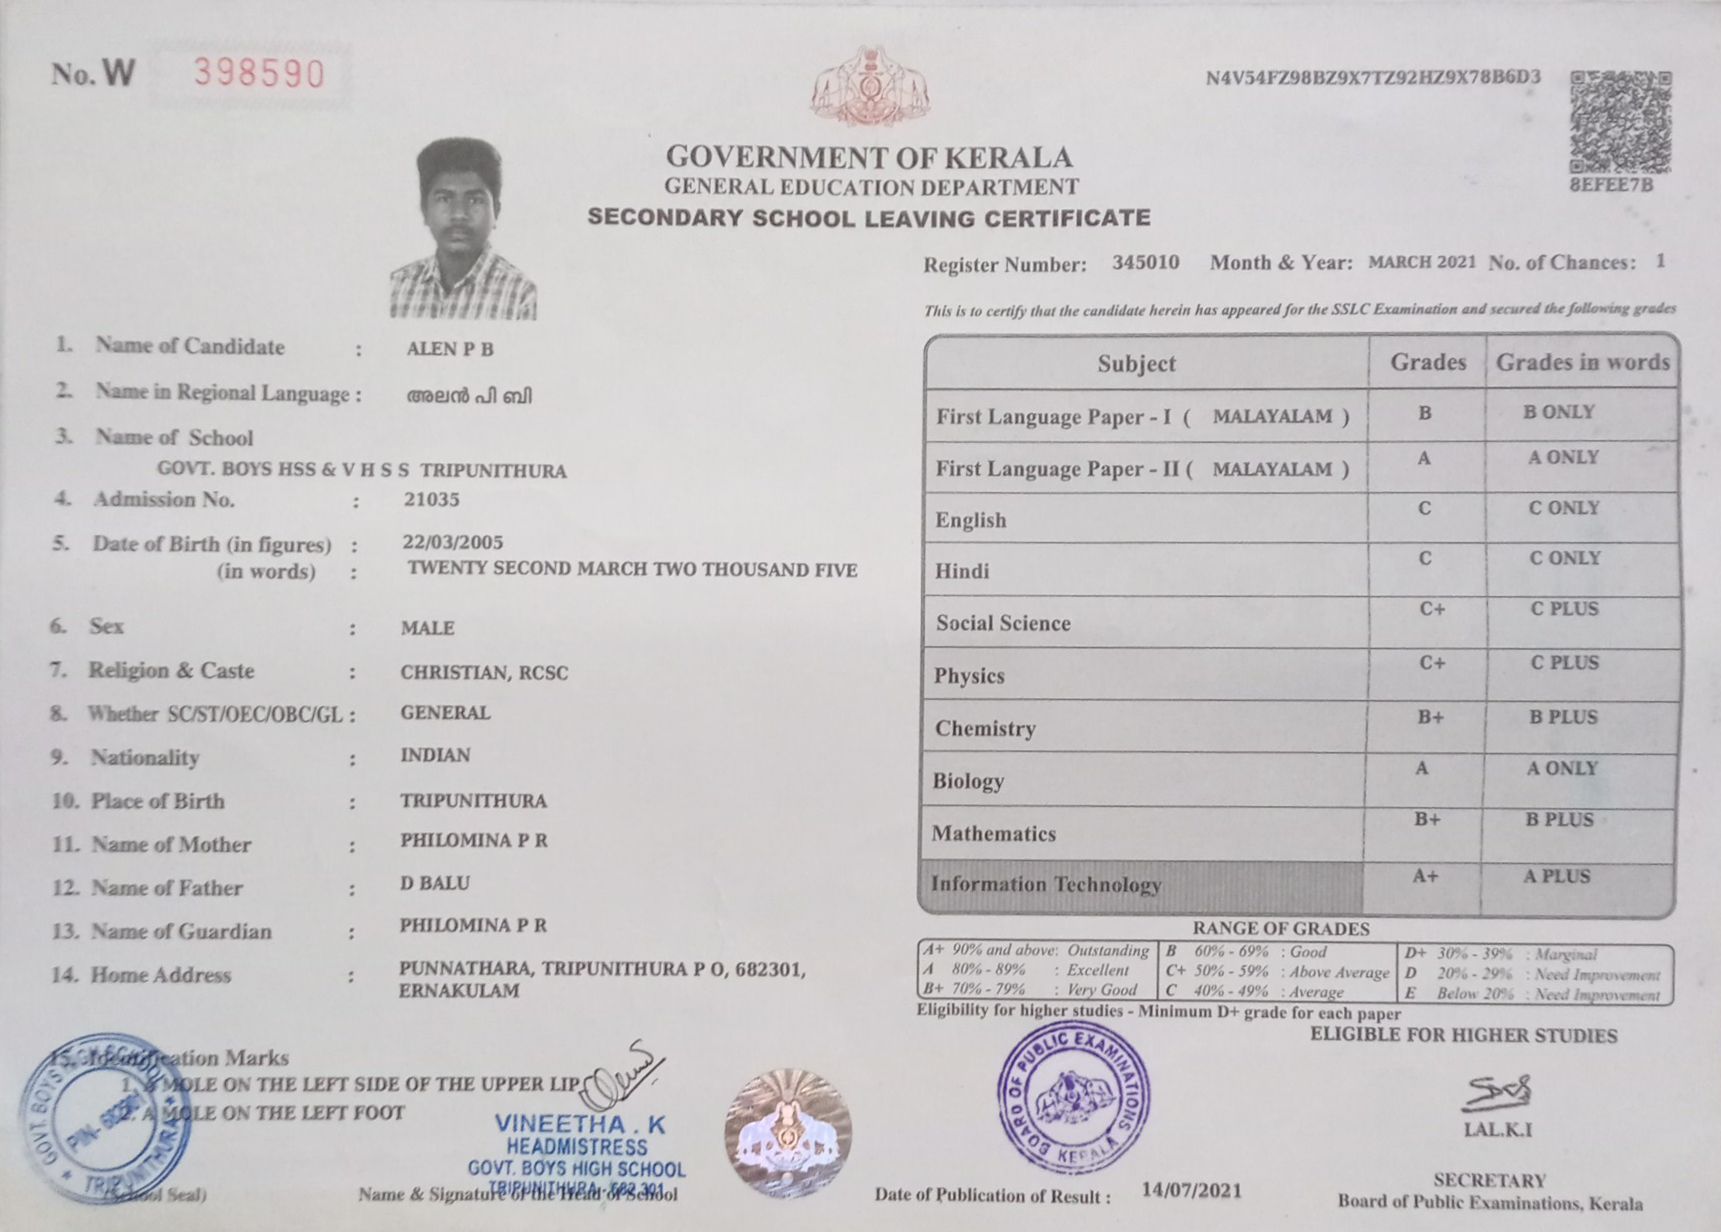 No. W 398590
N4V54FZ98BZ9X7TZ92HZ9X78B6D3
8EFEE7B
GOVERNMENT OF KERALA
GENERAL EDUCATION DEPARTMENT
SECONDARY SCHOOL LEAVING CERTIFICATE
Register Number: 345010 Month & Year: MARCH 2021 No. of Chances: 1
This is to certify that the candidate herein has appeared for the SSLC Examination and secured the following grades
1. Name of Candidate : ALEN P B
2. Name in Regional Language : അലൻ പി ബി
3. Name of School
GOVT. BOYS HSS & V H S S TRIPUNITHURA
4. Admission No. : 21035
5. Date of Birth (in figures) : 22/03/2005
(in words) : TWENTY SECOND MARCH TWO THOUSAND FIVE
6. Sex : MALE
7. Religion & Caste : CHRISTIAN, RCSC
8. Whether SC/ST/OEC/OBC/GL : GENERAL
9. Nationality : INDIAN
10. Place of Birth : TRIPUNITHURA
11. Name of Mother : PHILOMINA P R
12. Name of Father : D BALU
13. Name of Guardian : PHILOMINA P R
14. Home Address : PUNNATHARA, TRIPUNITHURA P O, 682301,
ERNAKULAM
15. Identification Marks
1. A MOLE ON THE LEFT SIDE OF THE UPPER LIP
2. A MOLE ON THE LEFT FOOT
GOVT. BOYS HIGH SCHOOL
TRIPUNITHURA
(School Seal)
VINEETHA . K
HEADMISTRESS
GOVT. BOYS HIGH SCHOOL
TRIPUNITHURA- 682 301
Name & Signature of the Head of School
Subject Grades Grades in words
First Language Paper - I ( MALAYALAM ) B B ONLY
First Language Paper - II ( MALAYALAM ) A A ONLY
English C C ONLY
Hindi C C ONLY
Social Science C+ C PLUS
Physics C+ C PLUS
Chemistry B+ B PLUS
Biology A A ONLY
Mathematics B+ B PLUS
Information Technology A+ A PLUS
RANGE OF GRADES
A+ 90% and above: Outstanding B 60% - 69% : Good D+ 30% - 39% : Marginal
A 80% - 89% : Excellent C+ 50% - 59% : Above Average D 20% - 29% : Need Improvement
B+ 70% - 79% : Very Good C 40% - 49% : Average E Below 20% : Need Improvement
Eligibility for higher studies - Minimum D+ grade for each paper
ELIGIBLE FOR HIGHER STUDIES
BOARD OF PUBLIC EXAMINATIONS
KERALA
LAL.K.I
SECRETARY
Board of Public Examinations, Kerala
Date of Publication of Result : 14/07/2021